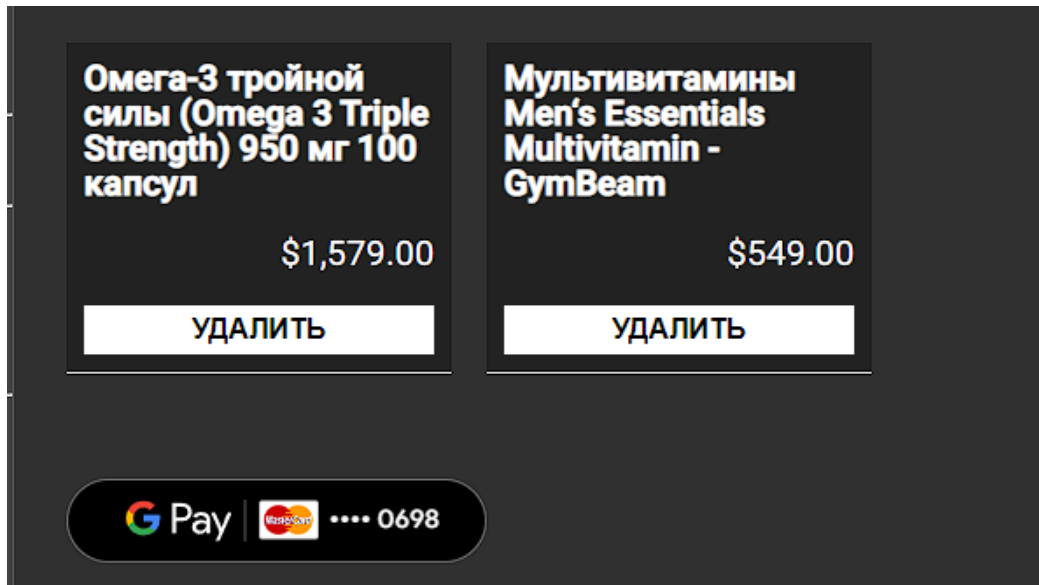 Омега-3 тройной
силы (Omega 3 Triple
Strength) 950 мг 100
капсул
$1,579.00
УДАЛИТЬ
Мультивитамины
Men‘s Essentials
Multivitamin -
GymBeam
$549.00
УДАЛИТЬ
G Pay MasterCard •••• 0698